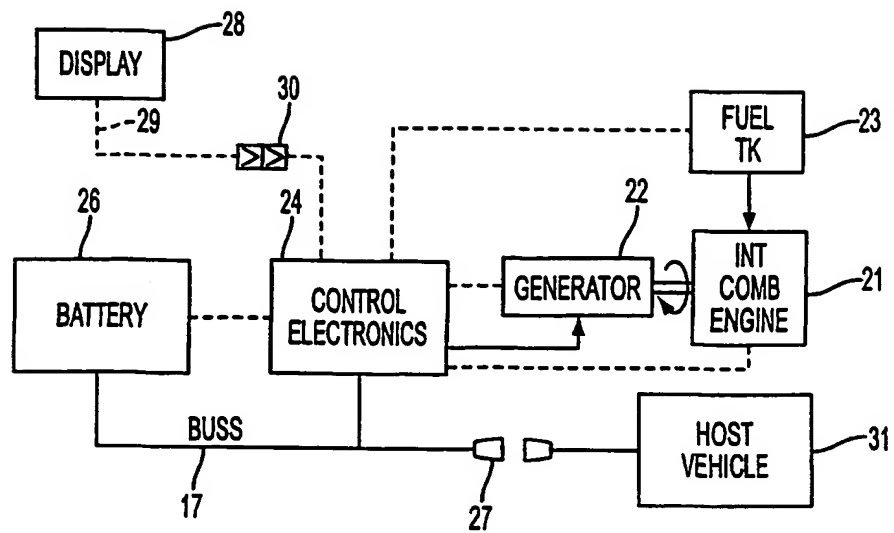 28
DISPLAY
29
30
FUEL
TK
23
26
24
22
BATTERY
CONTROL
ELECTRONICS
GENERATOR
INT
COMB
ENGINE
21
BUSS
17
27
HOST
VEHICLE
31